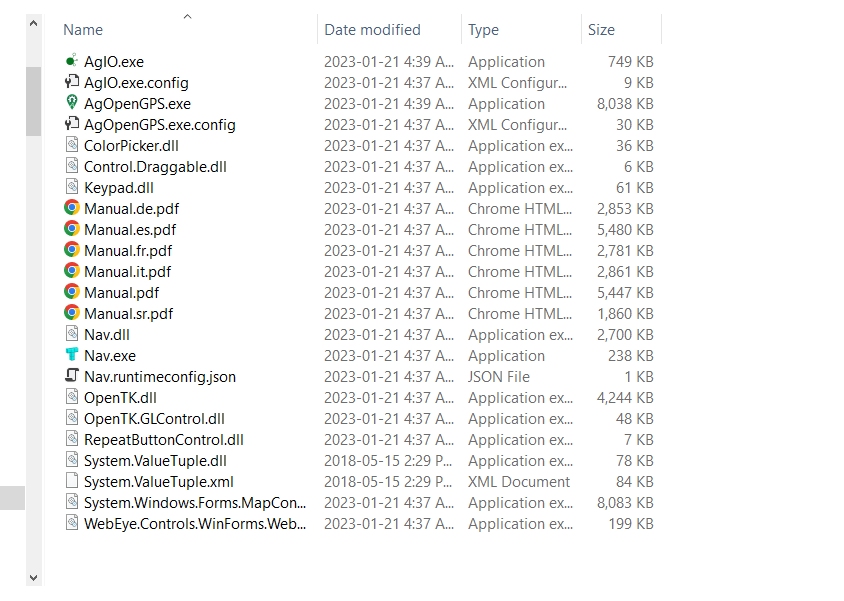 Name Date modified Type Size
AgIO.exe 2023-01-21 4:39 A... Application 749 KB
AgIO.exe.config 2023-01-21 4:37 A... XML Configur... 9 KB
AgOpenGPS.exe 2023-01-21 4:39 A... Application 8,038 KB
AgOpenGPS.exe.config 2023-01-21 4:37 A... XML Configur... 30 KB
ColorPicker.dll 2023-01-21 4:37 A... Application ex... 36 KB
Control.Draggable.dll 2023-01-21 4:37 A... Application ex... 6 KB
Keypad.dll 2023-01-21 4:37 A... Application ex... 61 KB
Manual.de.pdf 2023-01-21 4:37 A... Chrome HTML... 2,853 KB
Manual.es.pdf 2023-01-21 4:37 A... Chrome HTML... 5,480 KB
Manual.fr.pdf 2023-01-21 4:37 A... Chrome HTML... 2,781 KB
Manual.it.pdf 2023-01-21 4:37 A... Chrome HTML... 2,861 KB
Manual.pdf 2023-01-21 4:37 A... Chrome HTML... 5,447 KB
Manual.sr.pdf 2023-01-21 4:37 A... Chrome HTML... 1,860 KB
Nav.dll 2023-01-21 4:37 A... Application ex... 2,700 KB
Nav.exe 2023-01-21 4:37 A... Application 238 KB
Nav.runtimeconfig.json 2023-01-21 4:37 A... JSON File 1 KB
OpenTK.dll 2023-01-21 4:37 A... Application ex... 4,244 KB
OpenTK.GLControl.dll 2023-01-21 4:37 A... Application ex... 48 KB
RepeatButtonControl.dll 2023-01-21 4:37 A... Application ex... 7 KB
System.ValueTuple.dll 2018-05-15 2:29 P... Application ex... 78 KB
System.ValueTuple.xml 2018-05-15 2:29 P... XML Document 84 KB
System.Windows.Forms.MapCon... 2023-01-21 4:37 A... Application ex... 8,083 KB
WebEye.Controls.WinForms.Web... 2023-01-21 4:37 A... Application ex... 199 KB